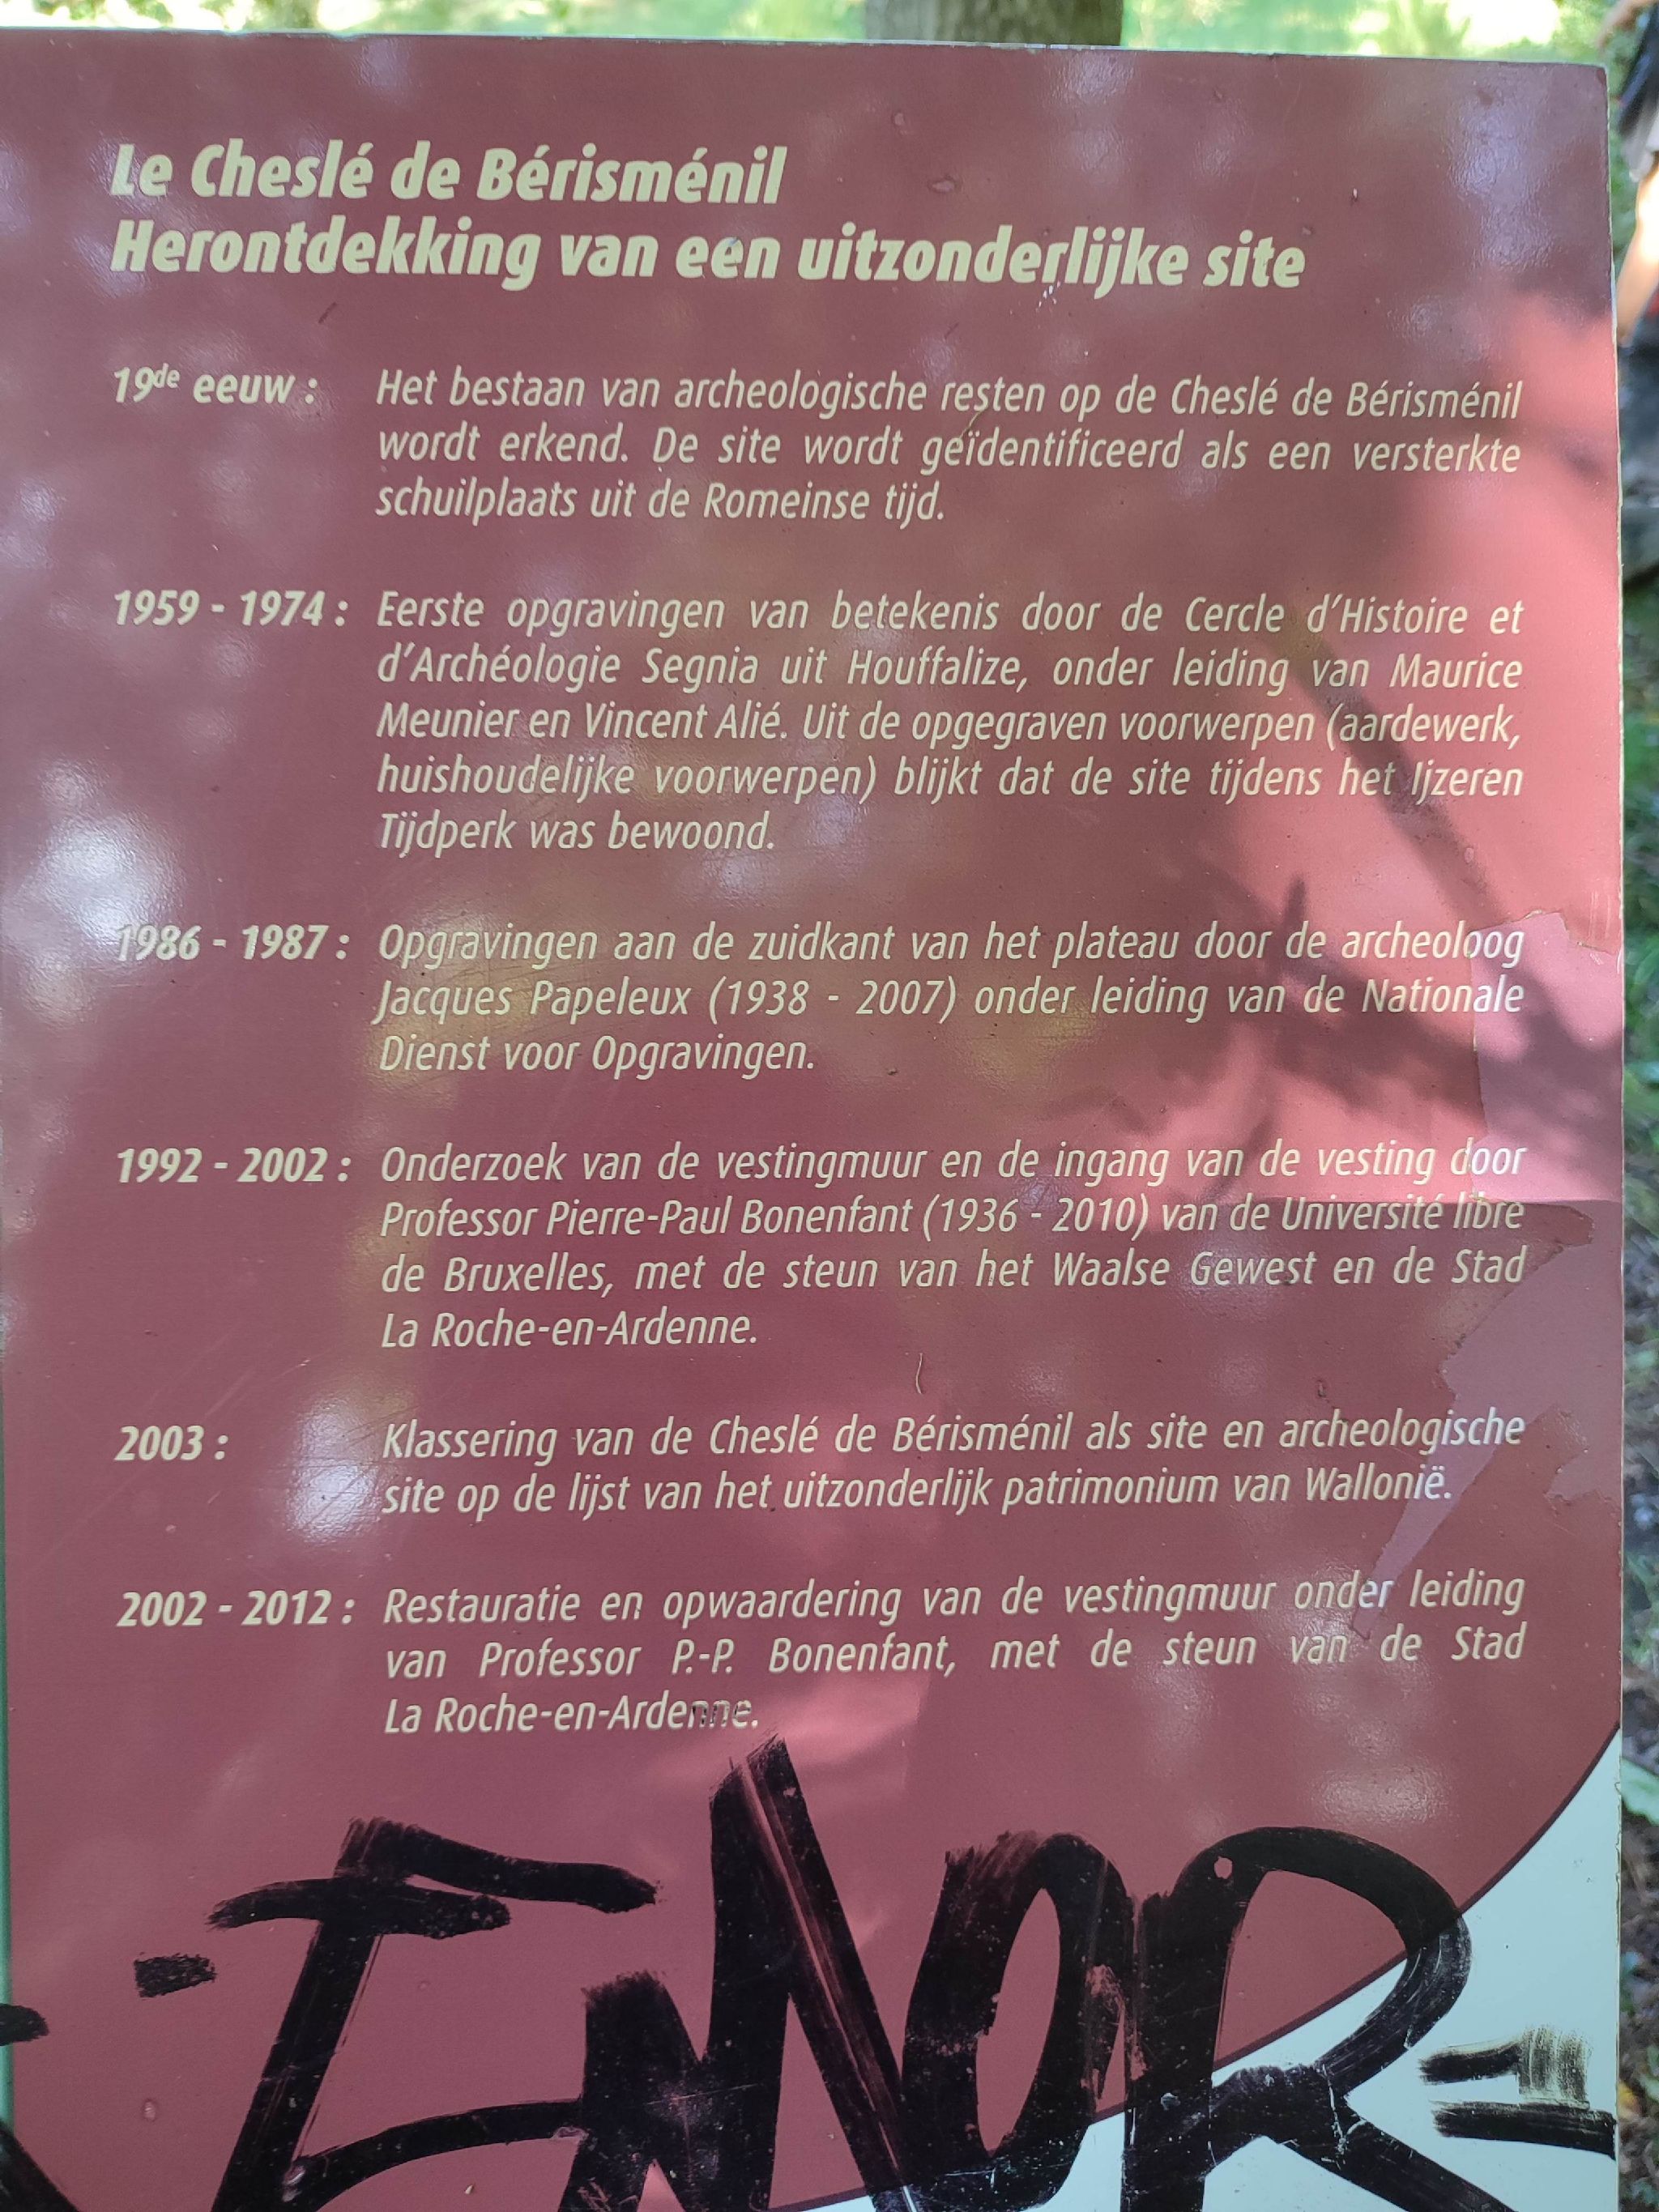 Le Cheslé de Bérisménil
Herontdekking van een uitzonderlijke site
19de eeuw : Het bestaan van archeologische resten op de Cheslé de Bérisménil
wordt erkend. De site wordt geïdentificeerd als een versterkte
schuilplaats uit de Romeinse tijd.
1959 - 1974 : Eerste opgravingen van betekenis door de Cercle d'Histoire et
d'Archéologie Segnia uit Houffalize, onder leiding van Maurice
Meunier en Vincent Alié. Uit de opgegraven voorwerpen (aardewerk,
huishoudelijke voorwerpen) blijkt dat de site tijdens het Ijzeren
Tijdperk was bewoond.
1986 - 1987 : Opgravingen aan de zuidkant van het plateau door de archeoloog
Jacques Papeleux (1938 - 2007) onder leiding van de Nationale
Dienst voor Opgravingen.
1992 - 2002 : Onderzoek van de vestingmuur en de ingang van de vesting door
Professor Pierre-Paul Bonenfant (1936 - 2010) van de Université libre
de Bruxelles, met de steun van het Waalse Gewest en de Stad
La Roche-en-Ardenne.
2003 : Klassering van de Cheslé de Bérisménil als site en archeologische
site op de lijst van het uitzonderlijk patrimonium van Wallonië.
2002 - 2012 : Restauratie en opwaardering van de vestingmuur onder leiding
van Professor P.-P. Bonenfant, met de steun van de Stad
La Roche-en-Ardenne.